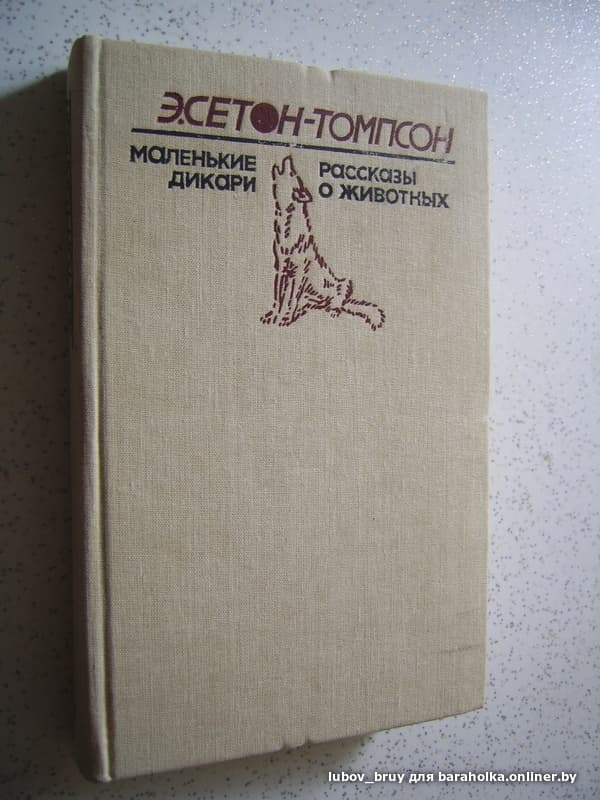 Э.СЕТОН-ТОМПСОН
МАЛЕНЬКИЕ
ДИКАРИ
РАССКАЗЫ
О ЖИВОТНЫХ
lubov_bruy для baraholka.onliner.by